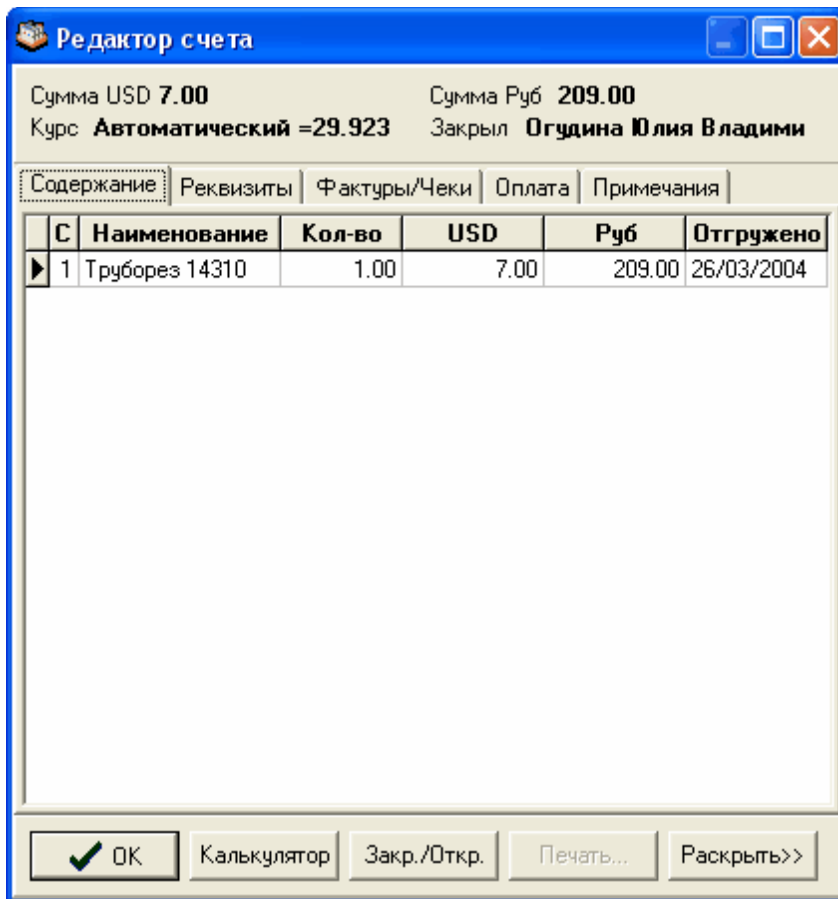 Редактор счета
Сумма USD 7.00 Сумма Руб 209.00
Курс Автоматический =29.923 Закрыл Огудина Юлия Владими
Содержание Реквизиты Фактуры/Чеки Оплата Примечания
С Наименование Кол-во USD Руб Отгружено
1 Труборез 14310 1.00 7.00 209.00 26/03/2004
OK Калькулятор Закр./Откр. Печать... Раскрыть>>